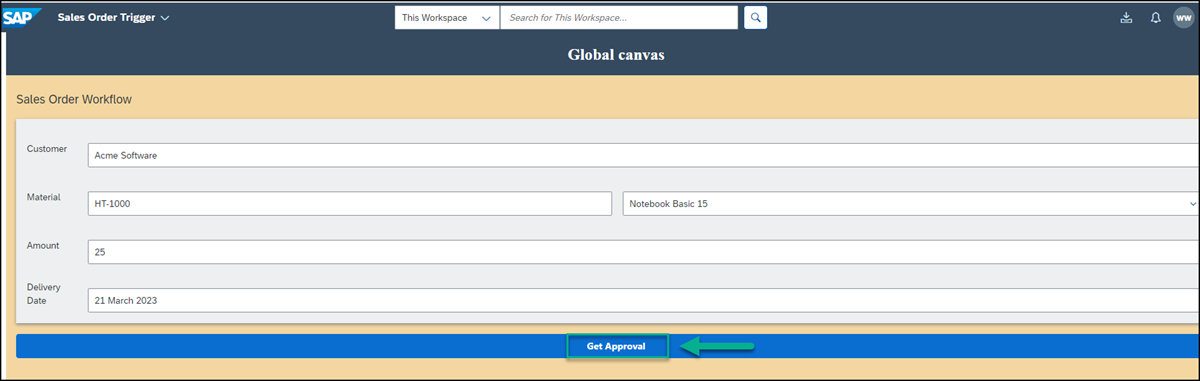 SAP Sales Order Trigger This Workspace Search for This Workspace... WW
Global canvas
Sales Order Workflow
Customer Acme Software
Material HT-1000 Notebook Basic 15
Amount 25
Delivery
Date 21 March 2023
Get Approval